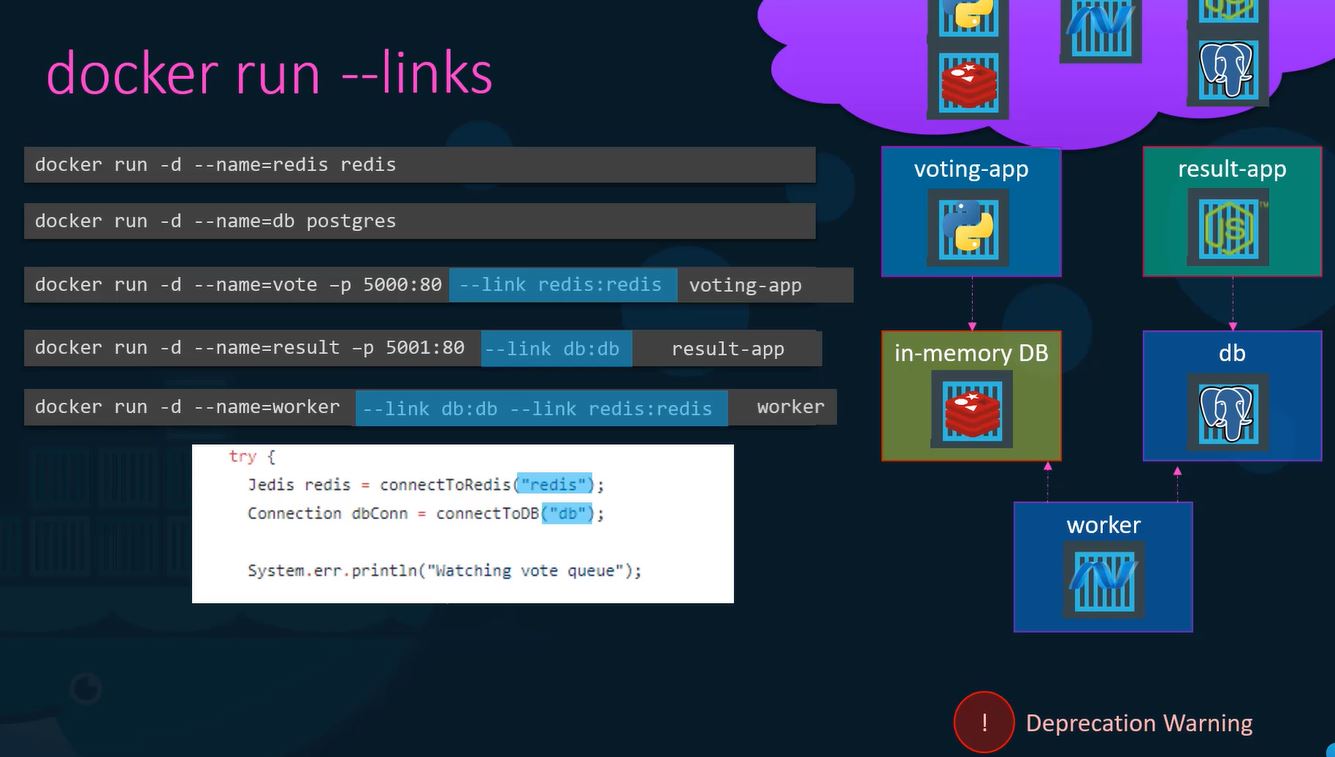 docker run --links
docker run -d --name=redis redis
docker run -d --name=db postgres
docker run -d --name=vote –p 5000:80 --link redis:redis voting-app
docker run -d --name=result –p 5001:80 --link db:db result-app
docker run -d --name=worker --link db:db --link redis:redis worker
try {
Jedis redis = connectToRedis("redis");
Connection dbConn = connectToDB("db");
System.err.println("Watching vote queue");
voting-app
result-app
JS
JS
TM
in-memory DB
db
worker
! Deprecation Warning